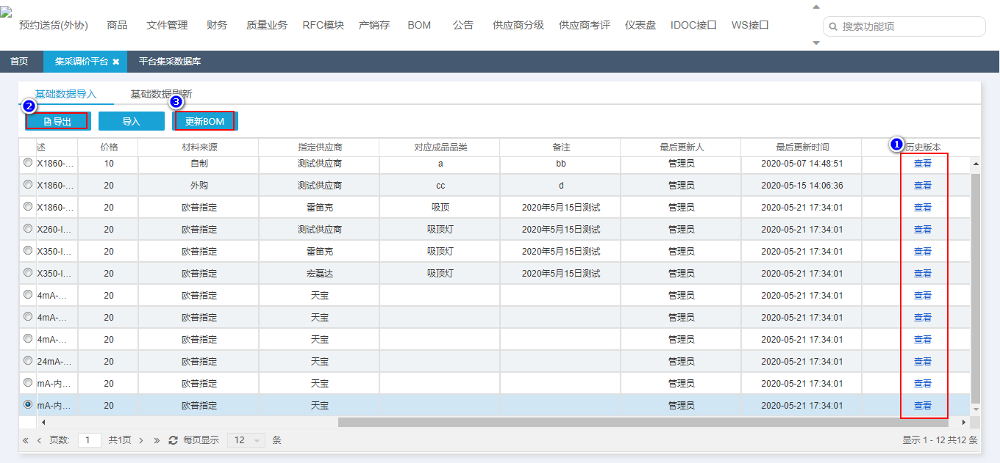 预约送货(外协) 商品 文件管理 财务 质量业务 RFC模块 产销存 BOM 公告 供应商分级 供应商考评 仪表盘 IDOC接口 WS接口 搜索功能项
首页 集采调价平台 ✖ 平台集采数据库
基础数据导入 基础数据刷新
2 导出 导入 3 更新BOM
述 价格 材料来源 指定供应商 对应成品品类 备注 最后更新人 最后更新时间 1 历史版本
X1860-... 10 自制 测试供应商 a bb 管理员 2020-05-07 14:48:51 查看
X1860-... 20 外购 测试供应商 cc d 管理员 2020-05-15 14:06:36 查看
X1860-... 20 欧普指定 雷笛克 吸顶 2020年5月15日测试 管理员 2020-05-21 17:34:01 查看
X260-I... 20 欧普指定 测试供应商 吸顶灯 2020年5月15日测试 管理员 2020-05-21 17:34:01 查看
X350-I... 20 欧普指定 雷笛克 吸顶灯 2020年5月15日测试 管理员 2020-05-21 17:34:01 查看
X350-I... 20 欧普指定 宏磊达 吸顶灯 2020年5月15日测试 管理员 2020-05-21 17:34:01 查看
4mA-... 20 欧普指定 天宝 管理员 2020-05-21 17:34:01 查看
4mA-... 20 欧普指定 天宝 管理员 2020-05-21 17:34:01 查看
4mA-... 20 欧普指定 天宝 管理员 2020-05-21 17:34:01 查看
24mA-... 20 欧普指定 天宝 管理员 2020-05-21 17:34:01 查看
mA-内... 20 欧普指定 天宝 管理员 2020-05-21 17:34:01 查看
mA-内... 20 欧普指定 天宝 管理员 2020-05-21 17:34:01 查看
« ‹ 页数: 1 共1页 › » 每页显示 12 条 显示 1 - 12 共12 条